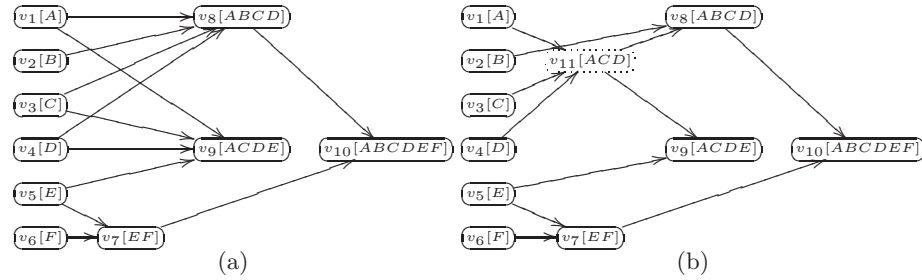 v1[A] v8[ABCD] v1[A] v8[ABCD]
v2[B] v2[B]
v11[ACD]
v3[C] v3[C]
v4[D] v9[ACDE] v10[ABCDEF] v4[D] v9[ACDE] v10[ABCDEF]
v5[E] v5[E]
v6[F] v7[EF] v6[F] v7[EF]
(a) (b)